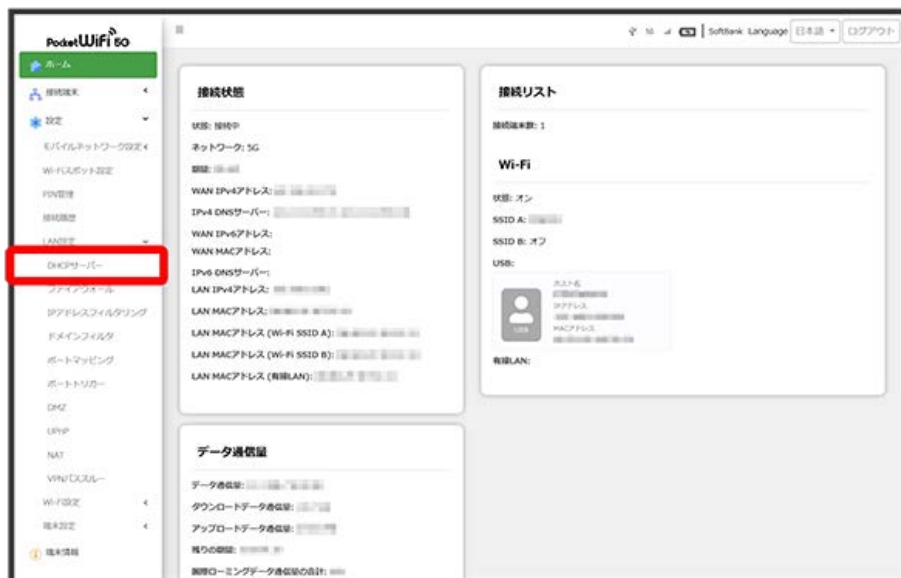 Pocket WiFi 5G
SoftBank Language 日本語 ログアウト
ホーム
接続端末
設定
モバイルネットワーク設定
Wi-Fiスポット設定
PIN管理
接続履歴
LAN設定
DHCPサーバー
ファイアウォール
IPアドレスフィルタリング
ドメインフィルタ
ポートマッピング
ポートトリガー
DMZ
UPnP
NAT
VPNパススルー
Wi-Fi設定
端末設定
端末情報
接続状態
状態: 接続中
ネットワーク: 5G
期間:
WAN IPv4アドレス:
IPv4 DNSサーバー:
WAN IPv6アドレス:
WAN MACアドレス:
IPv6 DNSサーバー:
LAN IPv4アドレス:
LAN MACアドレス:
LAN MACアドレス (Wi-Fi SSID A):
LAN MACアドレス (Wi-Fi SSID B):
LAN MACアドレス (有線LAN):
データ通信量
データ通信量:
ダウンロードデータ通信量:
アップロードデータ通信量:
残りの期間:
国際ローミングデータ通信量の合計:
接続リスト
接続端末数: 1
Wi-Fi
状態: オン
SSID A:
SSID B: オフ
USB:
USB
ホスト名
IPアドレス
MACアドレス
有線LAN: